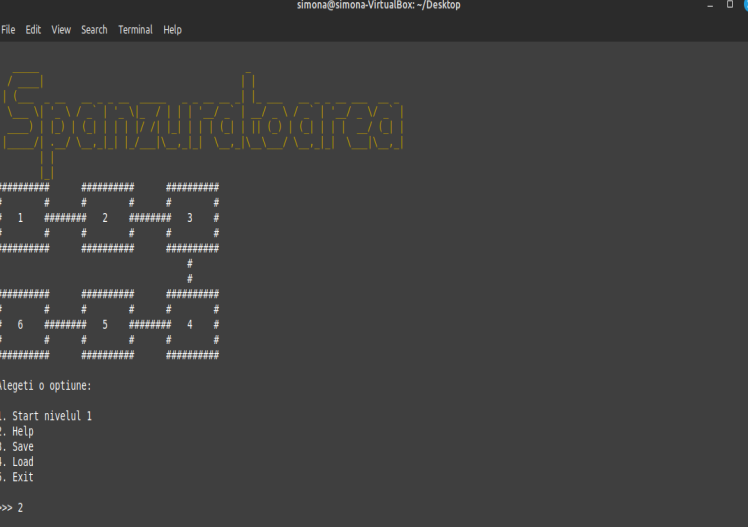 simona@simona-VirtualBox: ~/Desktop
File Edit View Search Terminal Help
Spanzuratoarea
1 2 3
6 5 4
Alegeti o optiune:
1. Start nivelul 1
2. Help
3. Save
4. Load
5. Exit
>>> 2